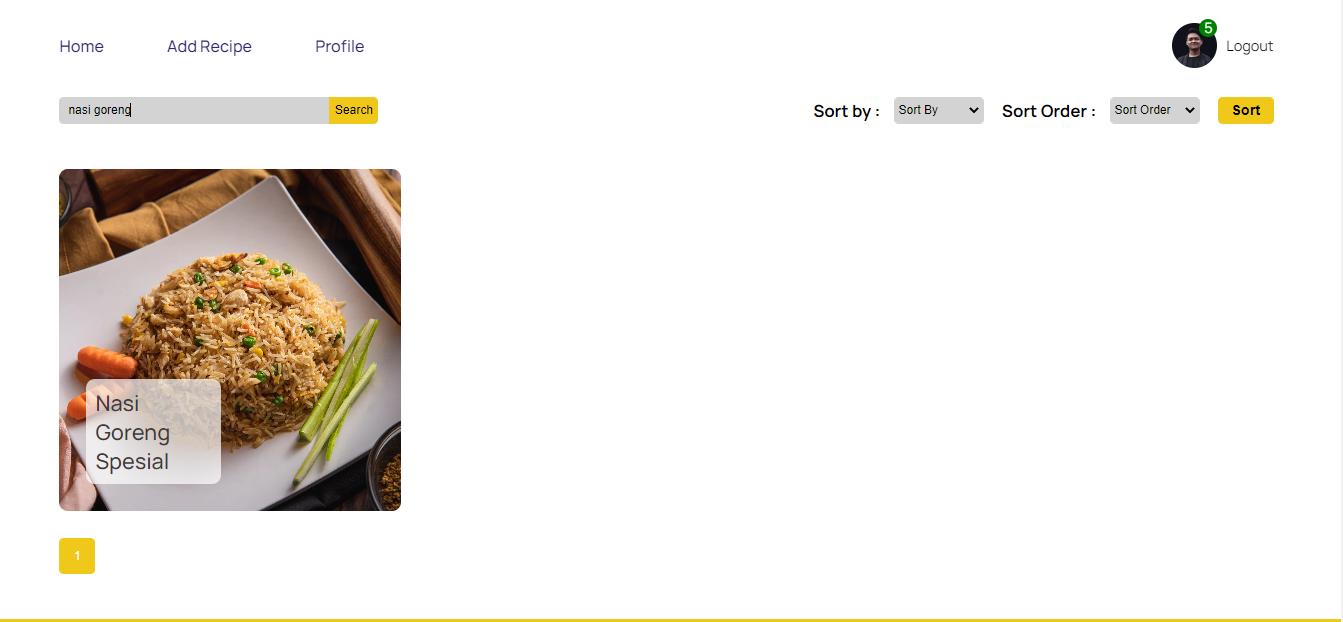 Home Add Recipe Profile 5 Logout
nasi goreng Search Sort by : Sort By Sort Order : Sort Order Sort
Nasi
Goreng
Spesial
1